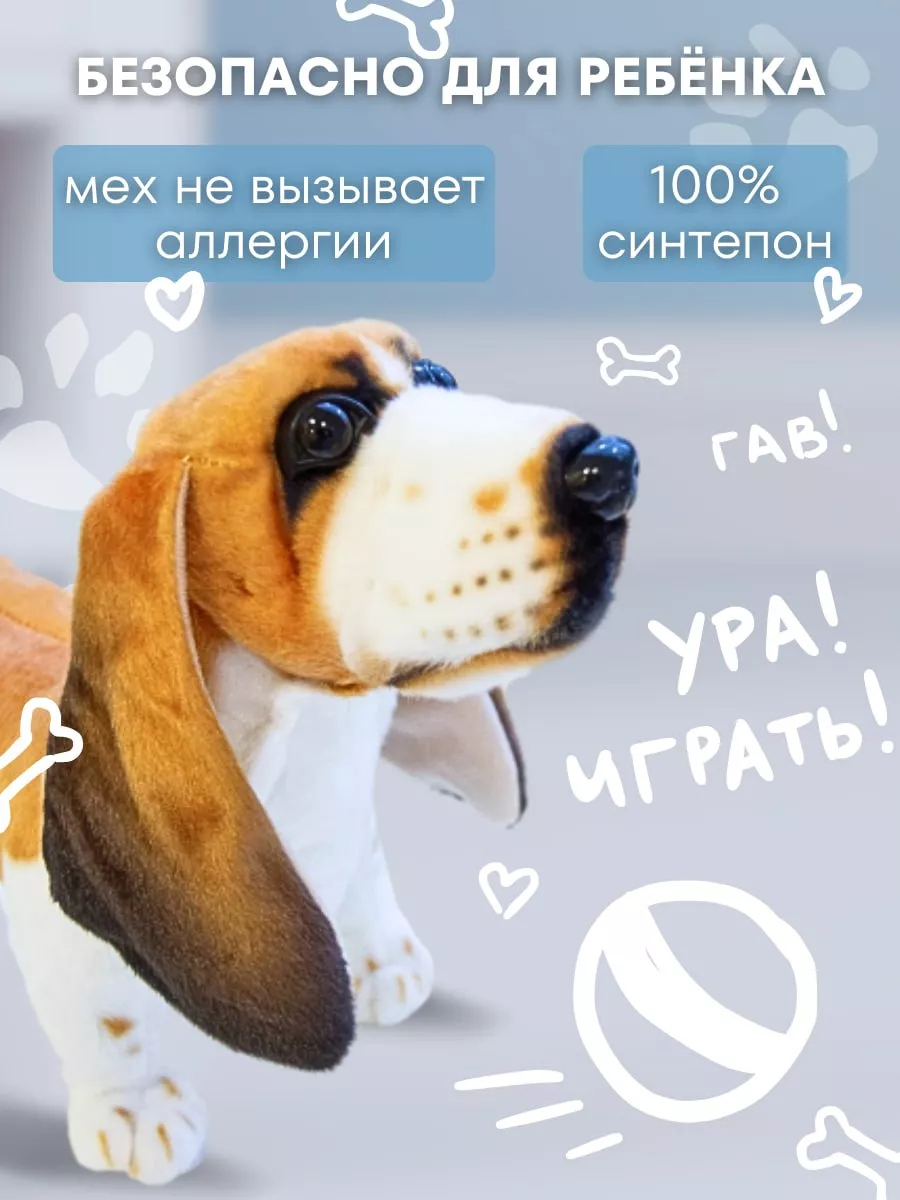 БЕЗОПАСНО ДЛЯ РЕБЁНКА
мех не вызывает
аллергии
100%
синтепон
ГАВ!
УРА!
ИГРАТЬ!